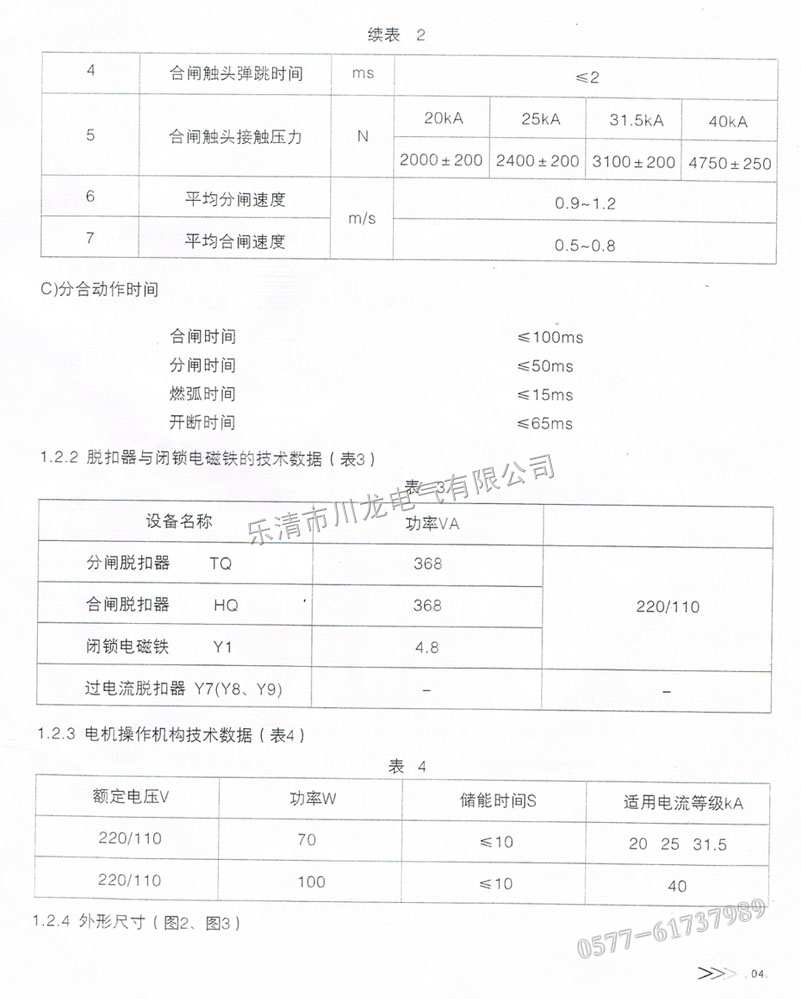 续表 2
4 合闸触头弹跳时间 ms ≤2
5 合闸触头接触压力 N 20kA 25kA 31.5kA 40kA
2000±200 2400±200 3100±200 4750±250
6 平均分闸速度 m/s 0.9~1.2
7 平均合闸速度 0.5~0.8
C)分合动作时间
合闸时间 ≤100ms
分闸时间 ≤50ms
燃弧时间 ≤15ms
开断时间 ≤65ms
1.2.2 脱扣器与闭锁电磁铁的技术数据(表3)
表 3
乐清市川龙电气有限公司
设备名称 功率VA
分闸脱扣器 TQ 368 220/110
合闸脱扣器 HQ 368
闭锁电磁铁 Y1 4.8
过电流脱扣器 Y7(Y8、Y9) – –
1.2.3 电机操作机构技术数据(表4)
表 4
额定电压V 功率W 储能时间S 适用电流等级kA
220/110 70 ≤10 20 25 31.5
220/110 100 ≤10 40
1.2.4 外形尺寸(图2、图3)
0577-61737989
.04.